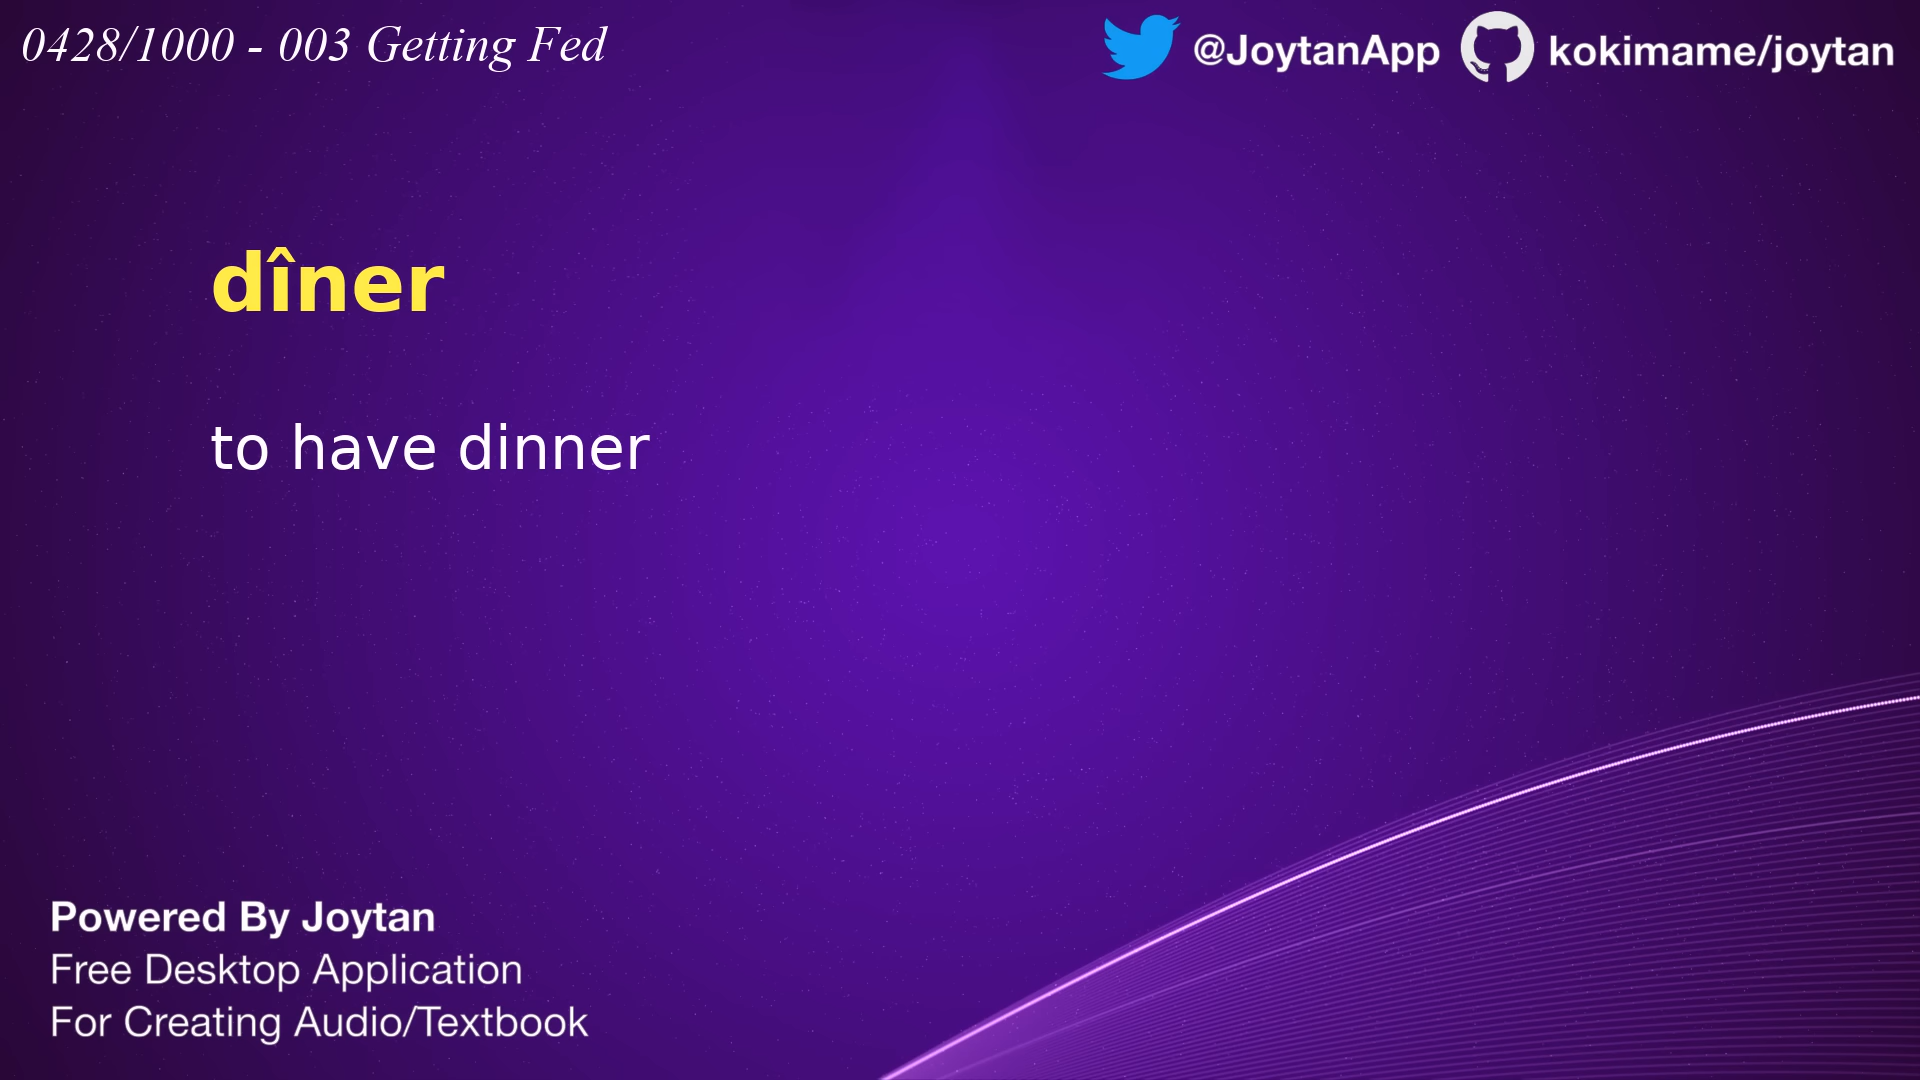 0428/1000 - 003 Getting Fed
@JoytanApp
kokimame/joytan
dîner
to have dinner
Powered By Joytan
Free Desktop Application
For Creating Audio/Textbook